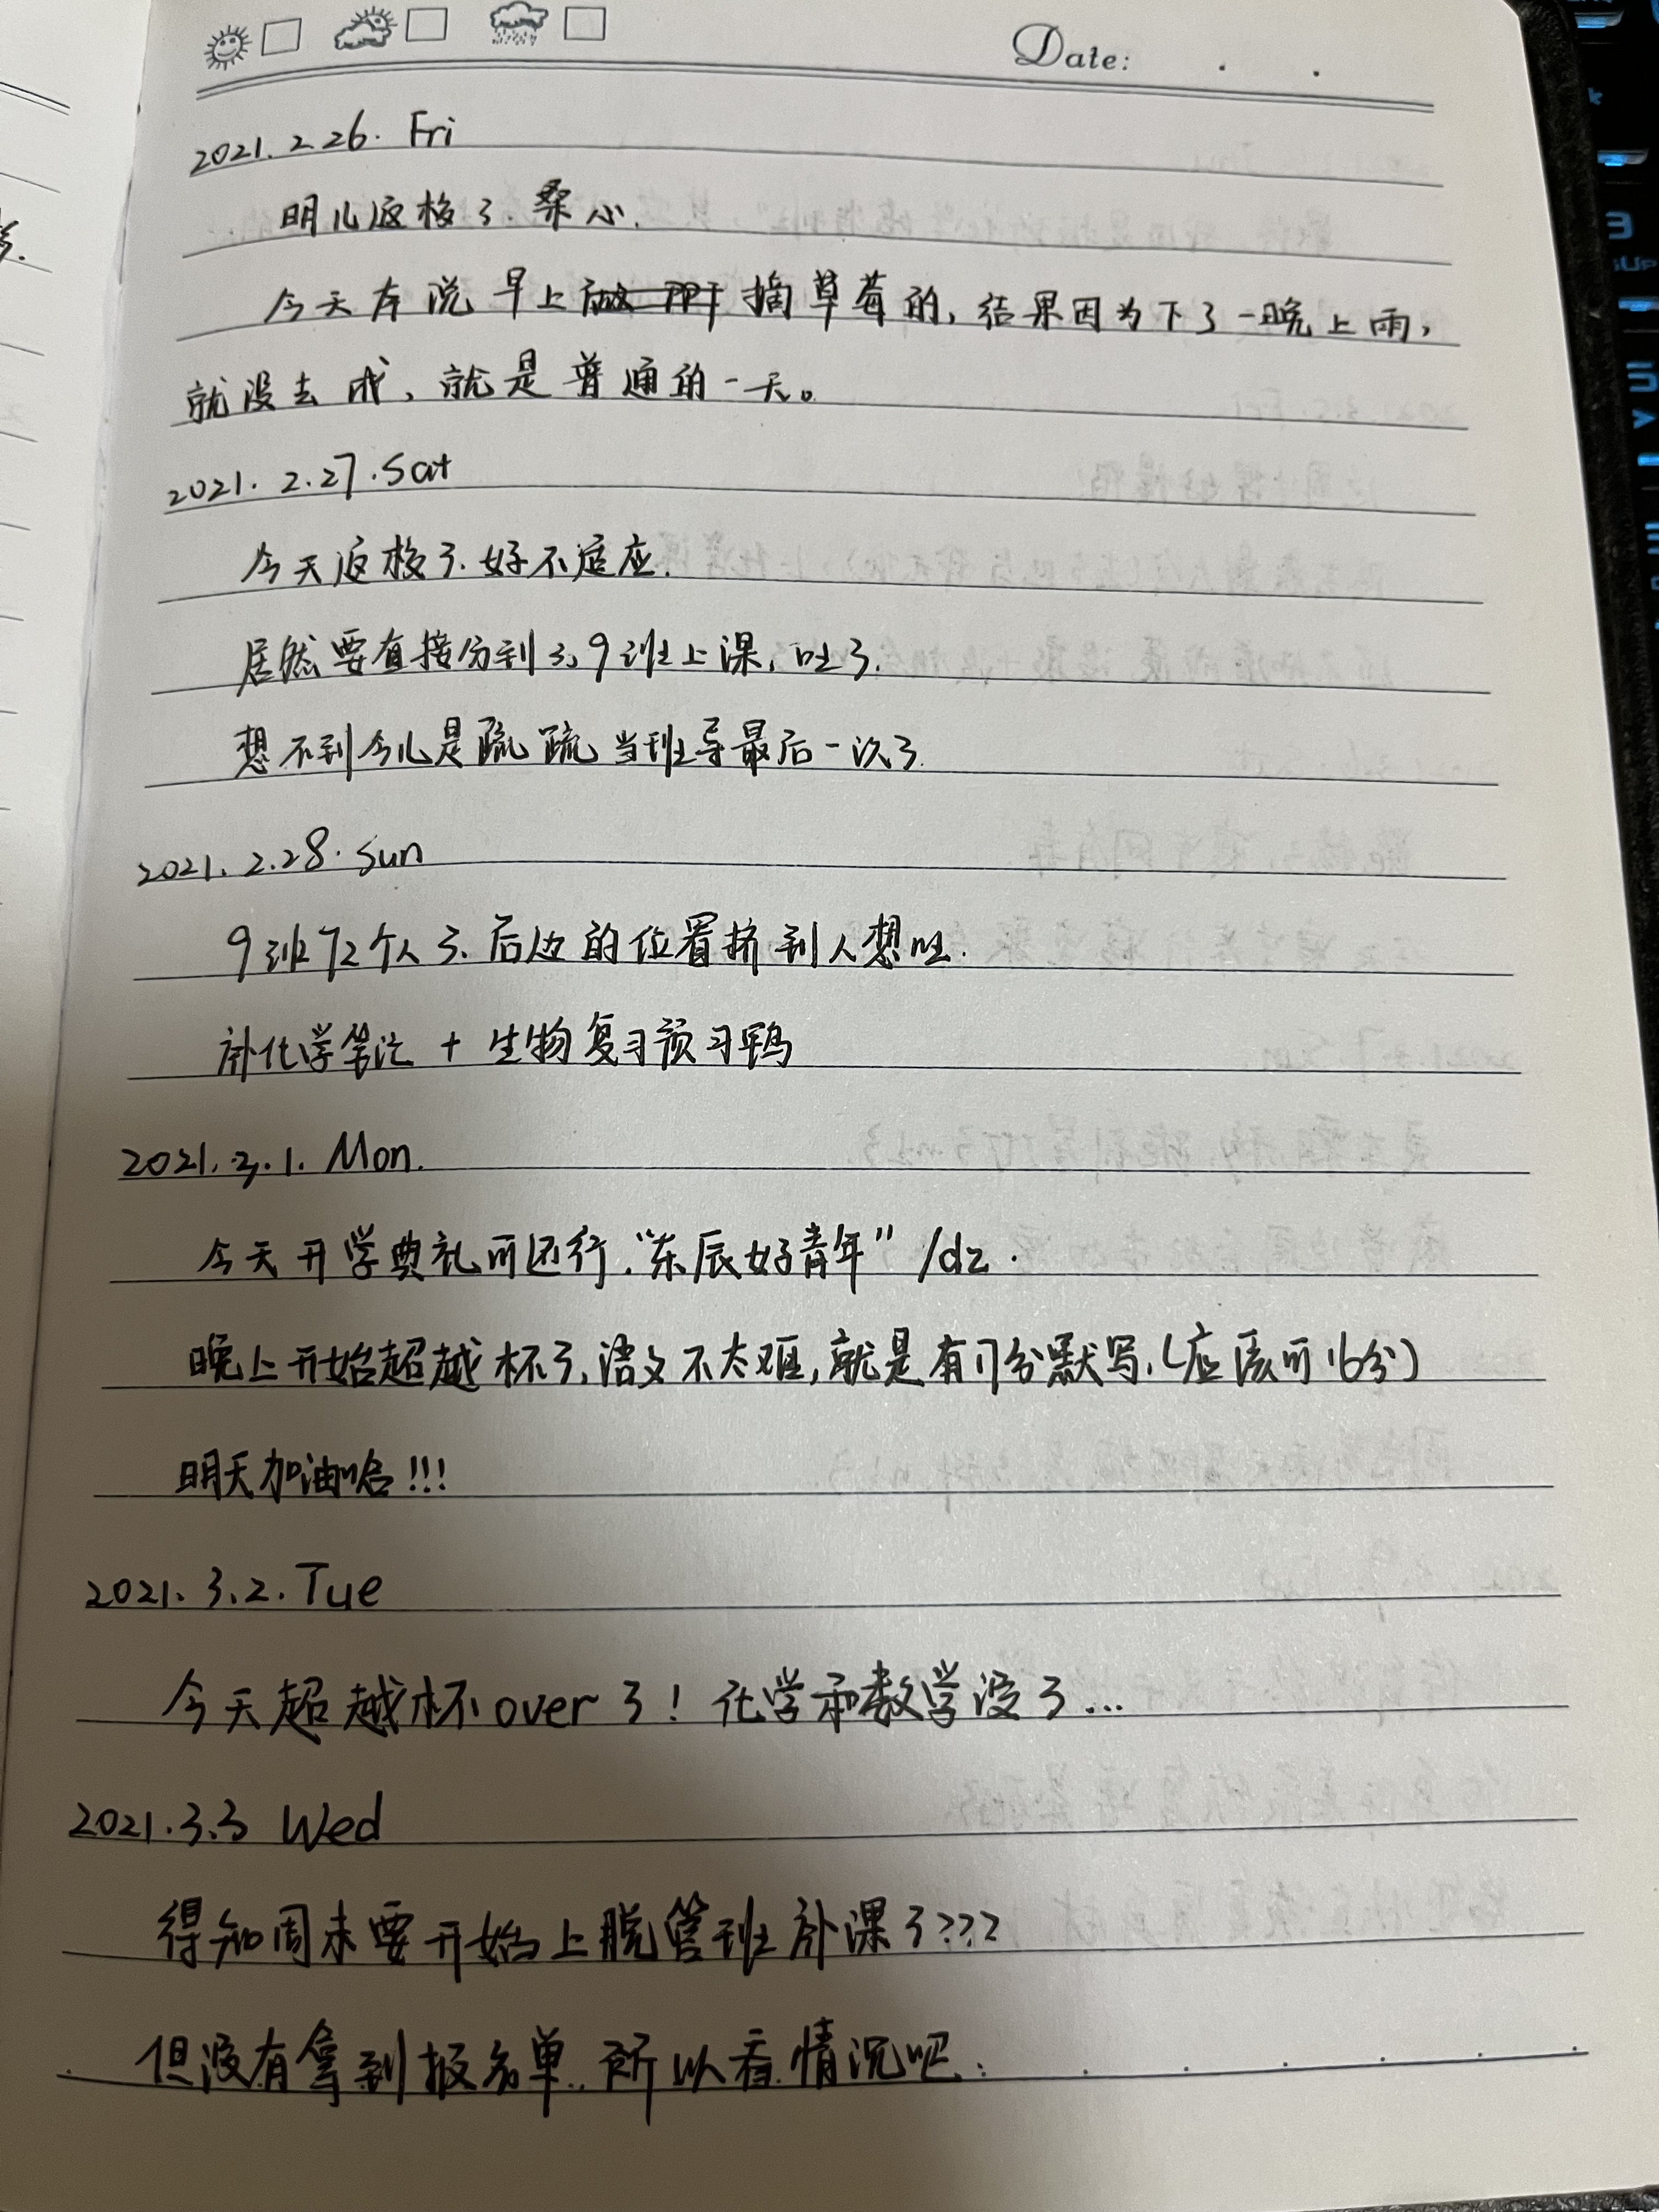 Date: . .
2021.2.26. Fri
明儿返校了.桑心.
今天本说早上做PPT摘草莓的,结果因为下了一晚上雨,
就没去成,就是普通的一天。
2021.2.27.Sat
今天返校了.好不适应.
居然要直接分到3,9班上课,吐了.
想不到今儿是疏疏当班导最后一次了.
2021.2.28.Sun
9班72个人了.后边的位置挤到人想吐.
补化学笔记+生物复习预习鸭
2021.3.1.Mon.
今天开学典礼可还行."东辰好青年"/dz.
晚上开始超越杯了,语文不太难,就是有7分默写.(应该可16分)
明天加油哈!!!
2021.3.2.Tue
今天超越杯over了!化学和数学没了...
2021.3.3 Wed
得知周末要开始上脱管班补课了???
但没有拿到报名单..所以看情况吧.